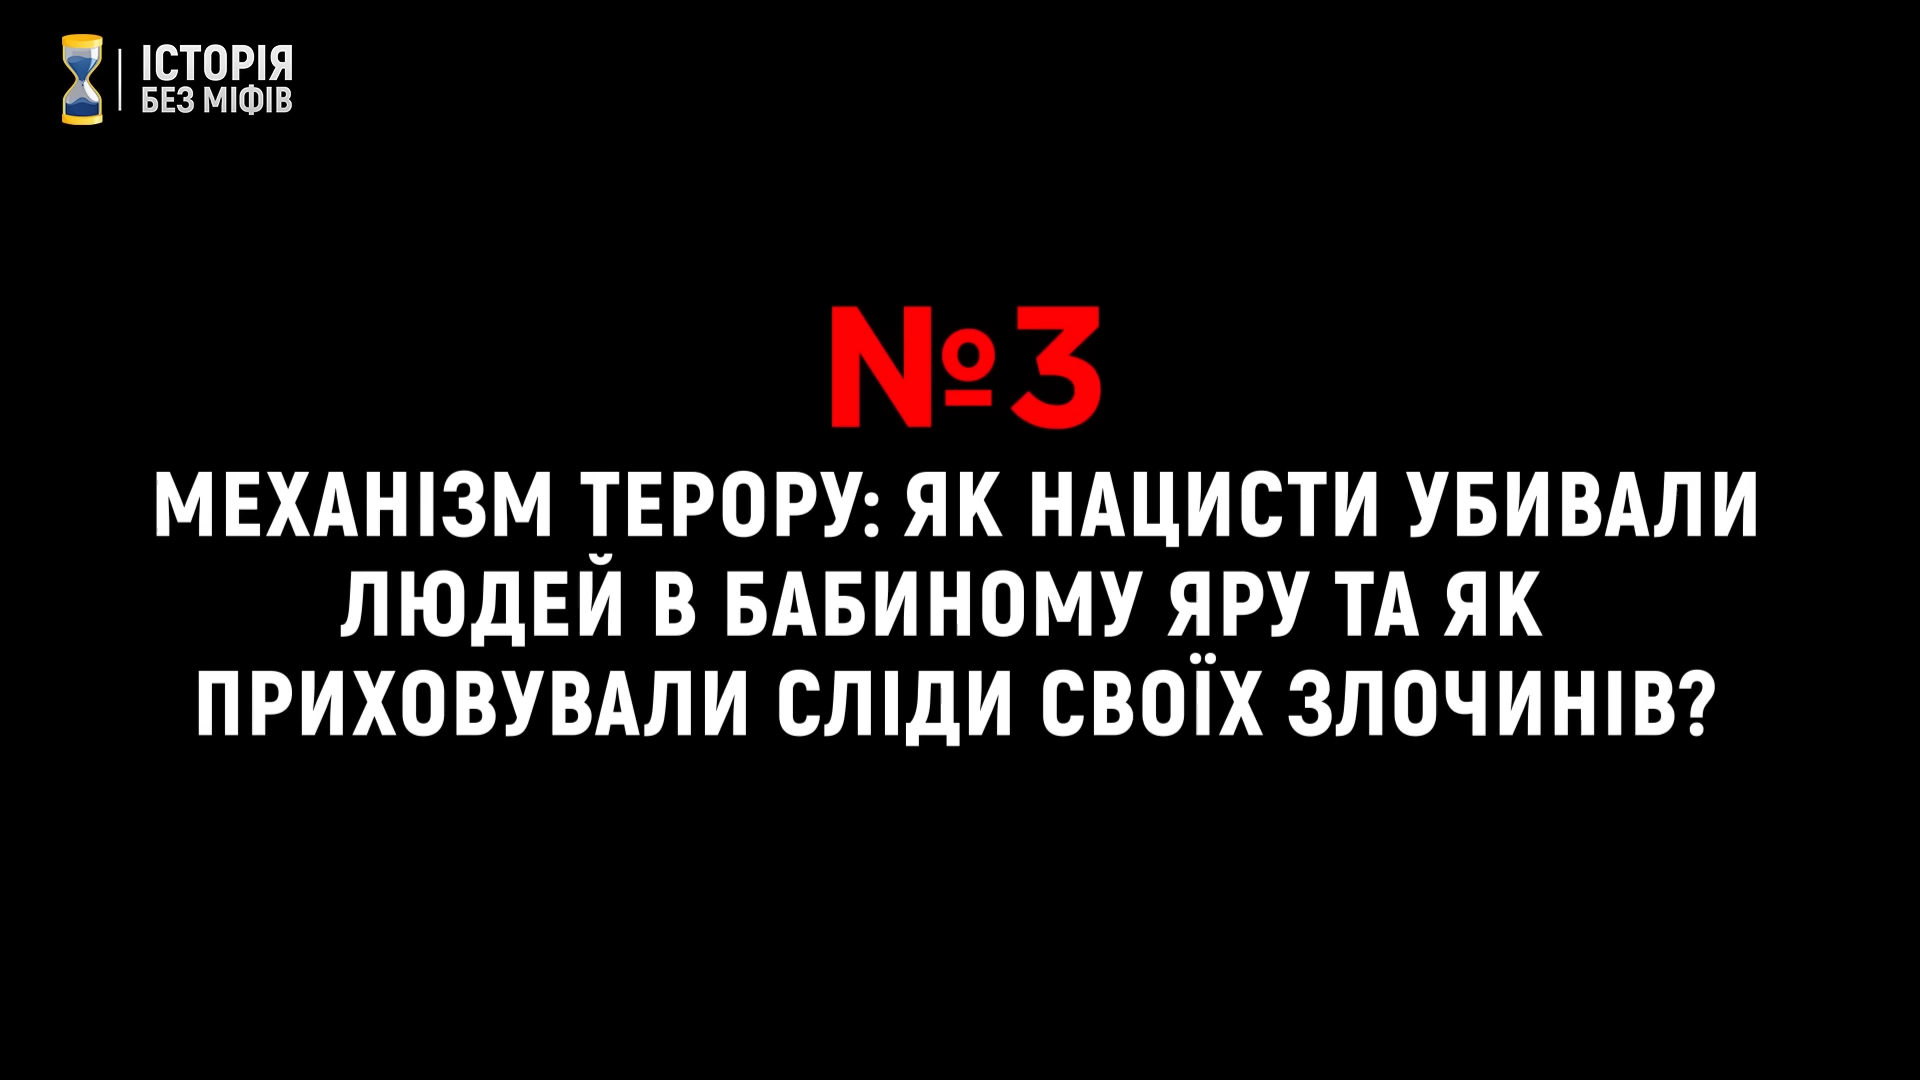 ІСТОРІЯ
БЕЗ МІФІВ
№3
МЕХАНІЗМ ТЕРОРУ: ЯК НАЦИСТИ УБИВАЛИ
ЛЮДЕЙ В БАБИНОМУ ЯРУ ТА ЯК
ПРИХОВУВАЛИ СЛІДИ СВОЇХ ЗЛОЧИНІВ?